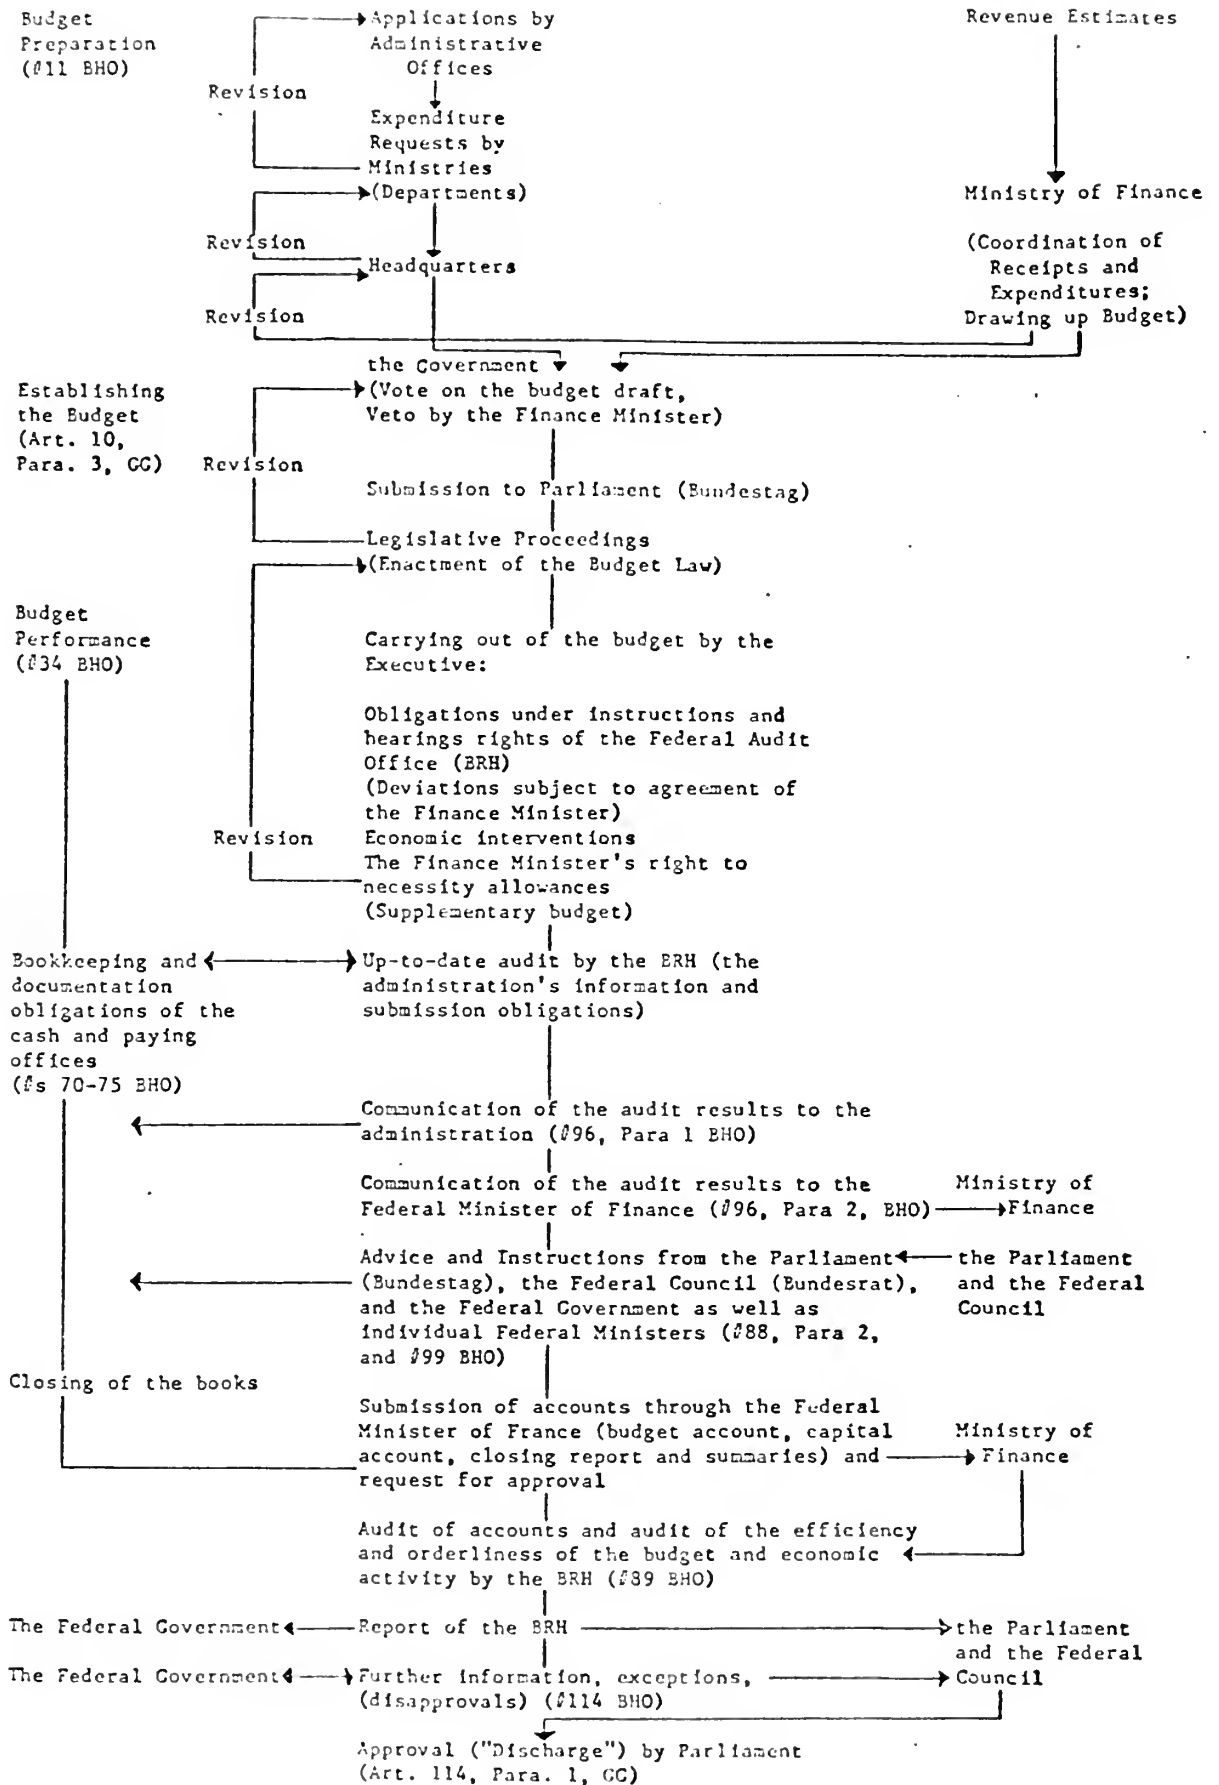 Budget
Preparation
(#11 BHO)
Applications by
Administrative
Offices
Revenue Estimates
Revision
Expenditure
Requests by
Ministries
(Departments)
Ministry of Finance
(Coordination of
Receipts and
Expenditures;
Drawing up Budget)
Revision
Headquarters
Revision
the Government
(Vote on the budget draft,
Veto by the Finance Minister)
Establishing
the Budget
(Art. 10,
Para. 3, GG)
Revision
Submission to Parliament (Bundestag)
Legislative Proceedings
(Enactment of the Budget Law)
Budget
Performance
(#34 BHO)
Carrying out of the budget by the
Executive:
Obligations under instructions and
hearings rights of the Federal Audit
Office (BRH)
(Deviations subject to agreement of
the Finance Minister)
Revision
Economic interventions
The Finance Minister's right to
necessity allowances
(Supplementary budget)
Bookkeeping and
documentation
obligations of the
cash and paying
offices
(#s 70-75 BHO)
Up-to-date audit by the BRH (the
administration's information and
submission obligations)
Communication of the audit results to the
administration (#96, Para 1 BHO)
Communication of the audit results to the
Federal Minister of Finance (#96, Para 2, BHO)
Ministry of
Finance
Advice and Instructions from the Parliament
(Bundestag), the Federal Council (Bundesrat),
and the Federal Government as well as
individual Federal Ministers (#88, Para 2,
and #99 BHO)
the Parliament
and the Federal
Council
Closing of the books
Submission of accounts through the Federal
Minister of France (budget account, capital
account, closing report and summaries) and
request for approval
Ministry of
Finance
Audit of accounts and audit of the efficiency
and orderliness of the budget and economic
activity by the BRH (#89 BHO)
The Federal Government
Report of the BRH
the Parliament
and the Federal
Council
The Federal Government
Further information, exceptions,
(disapprovals) (#114 BHO)
Approval ("Discharge") by Parliament
(Art. 114, Para. 1, GG)